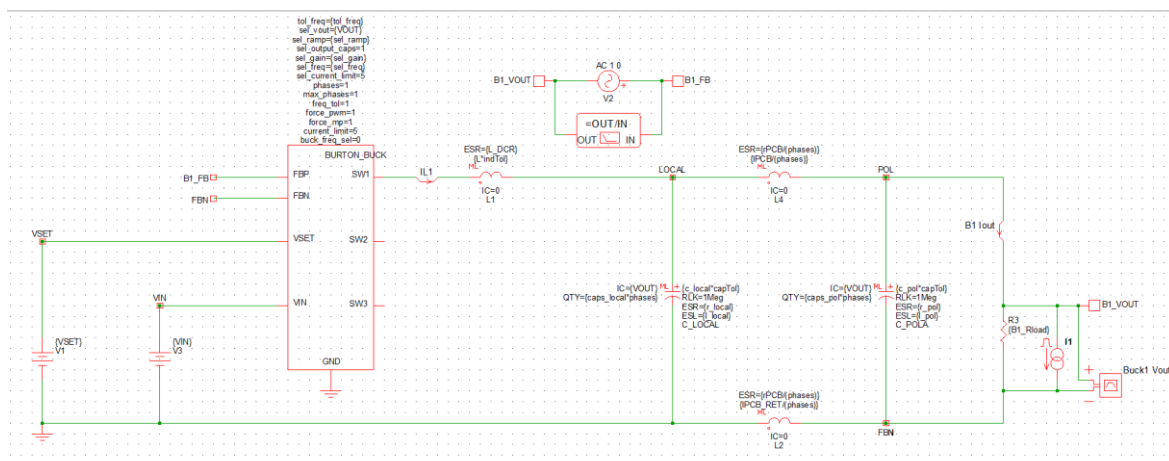 tol_freq={tol_freq}
sel_vout={VOUT}
sel_ramp={sel_ramp}
sel_output_caps=1
sel_gain={sel_gain}
sel_freq={sel_freq}
sel_current_limit=5
phases=1
max_phases=1
freq_tol=1
force_pwm=1
force_mp=1
current_limit=5
buck_freq_sel=0
BURTON_BUCK
AC 1 0
B1_VOUT
B1_FB
V2
=OUT/IN
OUT
IN
B1_FB
FBP
SW1
IL1
ESR={L_DCR}
{L*indTol}
ML
IC=0
L1
LOCAL
ESR={rPCB/{phases}}
{lPCB/{phases}}
ML
IC=0
L4
POL
FBN
FBN
VSET
VSET
SW2
B1 Iout
VIN
VIN
SW3
IC={VOUT}
QTY={caps_local*phases}
ML
{c_local*capTol}
RLK=1Meg
ESR={r_local}
ESL={l_local}
C_LOCAL
IC={VOUT}
QTY={caps_pol*phases}
ML
{c_pol*capTol}
RLK=1Meg
ESR={r_pol}
ESL={l_pol}
C_POLA
B1_VOUT
R3
{B1_Rload}
I1
Buck1 Vout
{VSET}
V1
{VIN}
V3
GND
ESR={rPCB/{phases}}
{lPCB_RET/{phases}}
ML
IC=0
L2
FBN